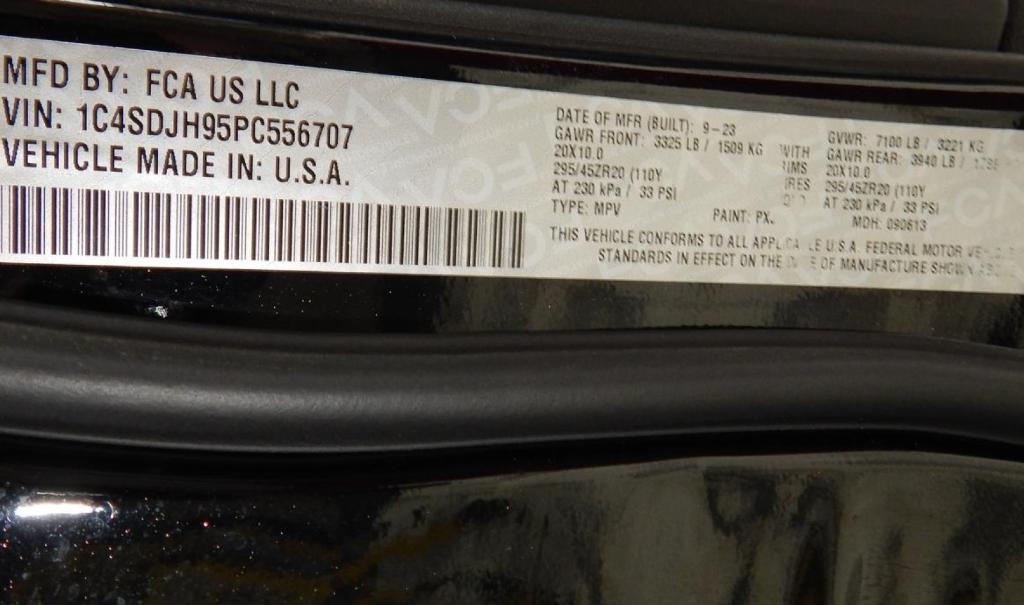 MFD BY: FCA US LLC
VIN: 1C4SDJH95PC556707
VEHICLE MADE IN: U.S.A.
DATE OF MFR (BUILT): 9-23
GAWR FRONT: 3325 LB / 1509 KG
20X10.0
295/45ZR20 (110Y
AT 230 kPa / 33 PSI
TYPE: MPV
PAINT: PX
WITH
GVWR: 7100 LB / 3221 KG
GAWR REAR: 3940 LB /
20X10.0
295/45ZR20 (110Y
AT 230 kPa / 33 PSI
MDH: 090613
THIS VEHICLE CONFORMS TO ALL U.S.A. FEDERAL MOTOR
STANDARDS IN EFFECT ON THE OF MANUFACTURE SHOWN